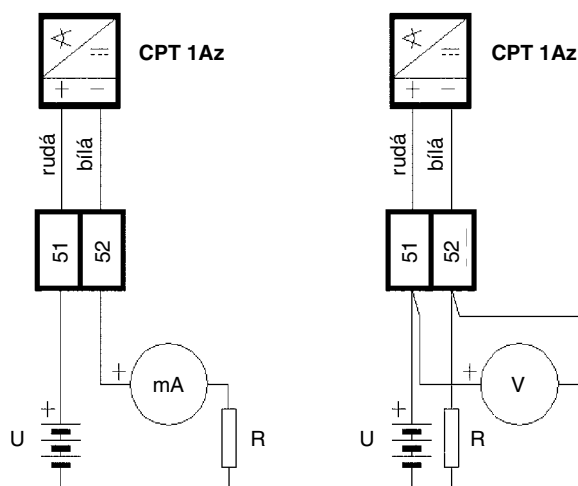 CPT 1Az
+ −
rudá
bílá
51
52
+
mA
+
U
R
CPT 1Az
+ −
rudá
bílá
51
52
+
V
+
U
R